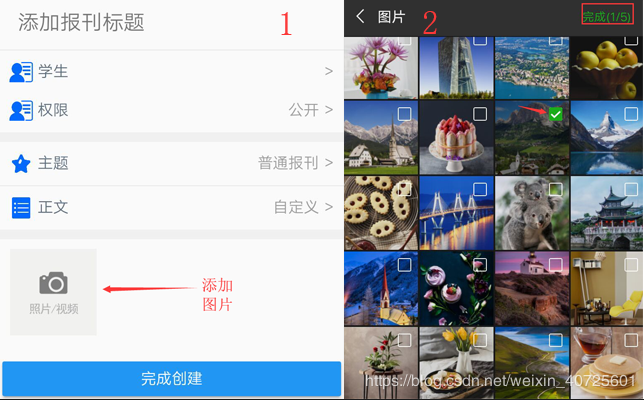 添加报刊标题
1
学生 >
权限 公开 >
主题 普通报刊 >
正文 自定义 >
照片/视频
添加
图片
完成创建
图片
2
完成(1/5)
https://blog.csdn.net/weixin_40725601